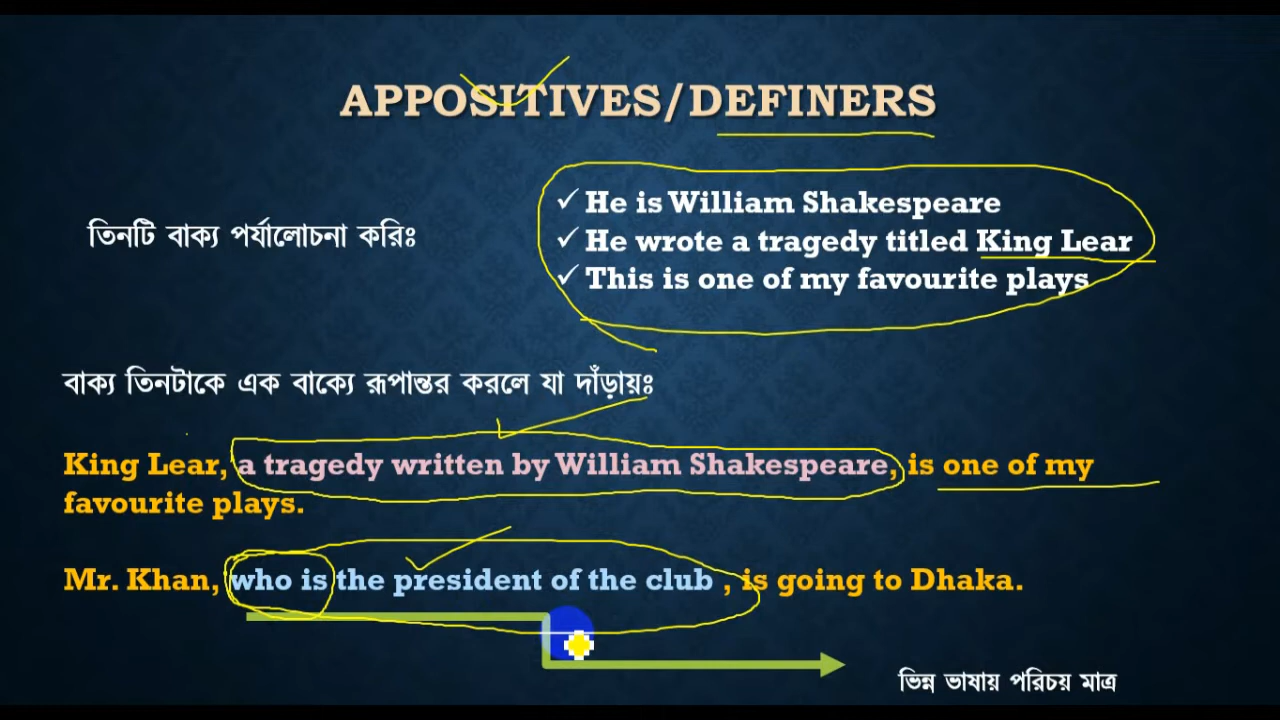 APPOSITIVES/DEFINERS
তিনটি বাক্য পর্যালোচনা করিঃ
✓ He is William Shakespeare
✓ He wrote a tragedy titled King Lear
✓ This is one of my favourite plays
বাক্য তিনটাকে এক বাক্যে রূপান্তর করলে যা দাঁড়ায়ঃ
King Lear, a tragedy written by William Shakespeare, is one of my
favourite plays.
Mr. Khan, who is the president of the club , is going to Dhaka.
ভিন্ন ভাষায় পরিচয় মাত্র